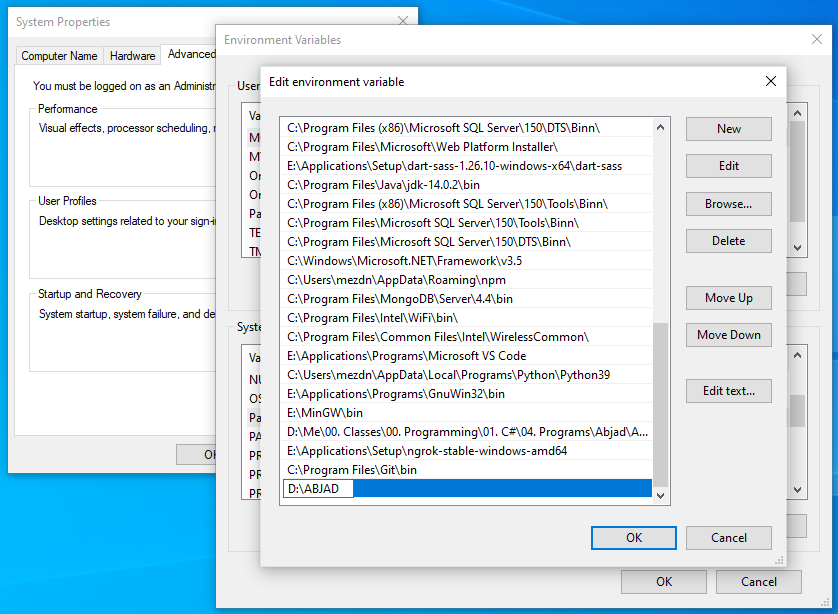 System Properties
Computer Name
Hardware
Advanced
You must be logged on as an Administr
Performance
Visual effects, processor scheduling,
User Profiles
Desktop settings related to your sign-i
Startup and Recovery
System startup, system failure, and de
Environment Variables
User
Va
On
On
Pa
TE
Syste
Va
NU
OS
Pa
PA
PR
PR
PR
OK
Cancel
Edit environment variable
C:\Program Files (x86)\Microsoft SQL Server\150\DTS\Binn\
C:\Program Files\Microsoft\Web Platform Installer\
E:\Applications\Setup\dart-sass-1.26.10-windows-x64\dart-sass
C:\Program Files\Java\jdk-14.0.2\bin
C:\Program Files (x86)\Microsoft SQL Server\150\Tools\Binn\
C:\Program Files\Microsoft SQL Server\150\Tools\Binn\
C:\Program Files\Microsoft SQL Server\150\DTS\Binn\
C:\Windows\Microsoft.NET\Framework\v3.5
C:\Users\mezdn\AppData\Roaming\npm
C:\Program Files\MongoDB\Server\4.4\bin
C:\Program Files\Intel\WiFi\bin\
C:\Program Files\Common Files\Intel\WirelessCommon\
E:\Applications\Programs\Microsoft VS Code
C:\Users\mezdn\AppData\Local\Programs\Python\Python39
E:\Applications\Programs\GnuWin32\bin
E:\MinGW\bin
D:\Me\00. Classes\00. Programming\01. C#\04. Programs\Abjad\A...
E:\Applications\Setup\ngrok-stable-windows-amd64
C:\Program Files\Git\bin
D:\ABJAD
New
Edit
Browse...
Delete
Move Up
Move Down
Edit text...
OK
Cancel